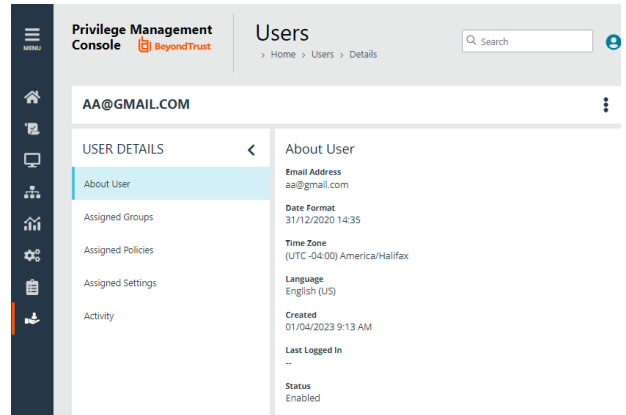 MENU
Privilege Management
Console BeyondTrust
Users
› Home › Users › Details
Search
AA@GMAIL.COM
USER DETAILS
About User
Assigned Groups
Assigned Policies
Assigned Settings
Activity
About User
Email Address
aa@gmail.com
Date Format
31/12/2020 14:35
Time Zone
(UTC -04:00) America/Halifax
Language
English (US)
Created
01/04/2023 9:13 AM
Last Logged In
--
Status
Enabled